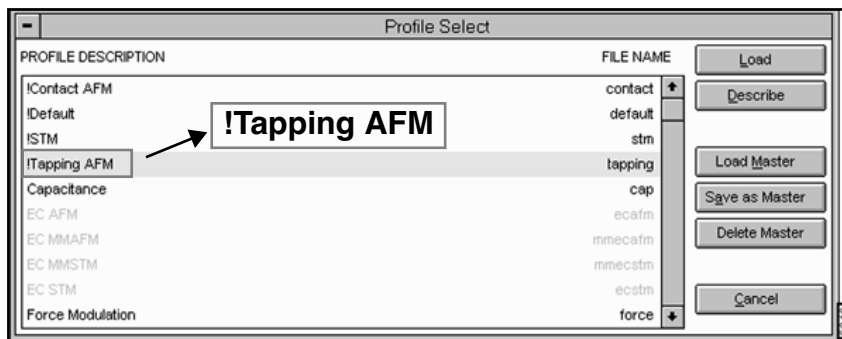 Profile Select
PROFILE DESCRIPTION FILE NAME
!Contact AFM contact
!Default default
!STM stm
!Tapping AFM tapping
Capacitance cap
EC AFM ecafm
EC MMAFM mmecafm
EC MMSTM mmecstm
EC STM ecstm
Force Modulation force
!Tapping AFM
Load
Describe
Load Master
Save as Master
Delete Master
Cancel